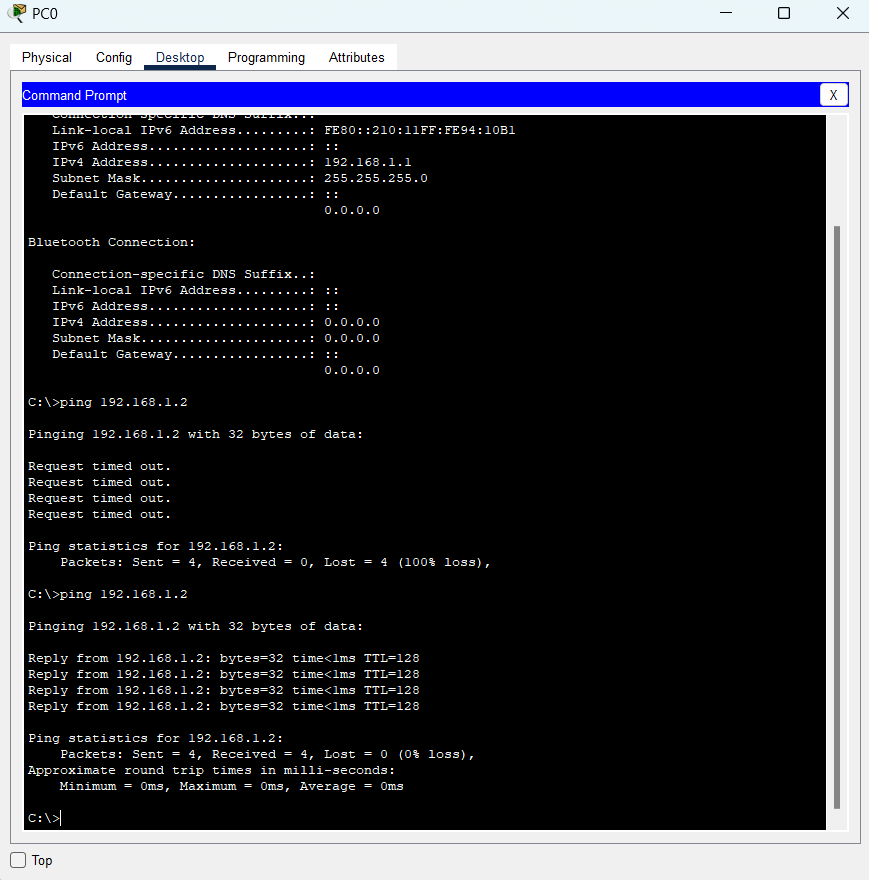 PC0
Physical Config Desktop Programming Attributes
Command Prompt X
Connection-specific DNS Suffix..:
Link-local IPv6 Address.........: FE80::210:11FF:FE94:10B1
IPv6 Address....................: ::
IPv4 Address....................: 192.168.1.1
Subnet Mask.....................: 255.255.255.0
Default Gateway.................: ::
0.0.0.0
Bluetooth Connection:
Connection-specific DNS Suffix..:
Link-local IPv6 Address.........: ::
IPv6 Address....................: ::
IPv4 Address....................: 0.0.0.0
Subnet Mask.....................: 0.0.0.0
Default Gateway.................: ::
0.0.0.0
C:\>ping 192.168.1.2
Pinging 192.168.1.2 with 32 bytes of data:
Request timed out.
Request timed out.
Request timed out.
Request timed out.
Ping statistics for 192.168.1.2:
Packets: Sent = 4, Received = 0, Lost = 4 (100% loss),
C:\>ping 192.168.1.2
Pinging 192.168.1.2 with 32 bytes of data:
Reply from 192.168.1.2: bytes=32 time<1ms TTL=128
Reply from 192.168.1.2: bytes=32 time<1ms TTL=128
Reply from 192.168.1.2: bytes=32 time<1ms TTL=128
Reply from 192.168.1.2: bytes=32 time<1ms TTL=128
Ping statistics for 192.168.1.2:
Packets: Sent = 4, Received = 4, Lost = 0 (0% loss),
Approximate round trip times in milli-seconds:
Minimum = 0ms, Maximum = 0ms, Average = 0ms
C:\>
Top